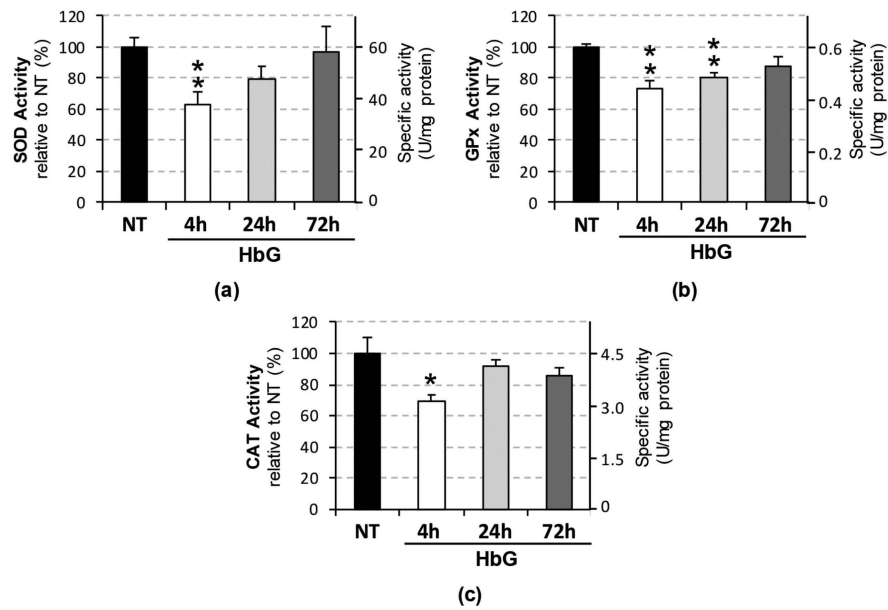 SOD Activity
relative to NT (%)
120
100
80
60
40
20
0
**
60
40
20
0
Specific activity
(U/mg protein)
NT 4h 24h 72h
HbG
(a)
GPx Activity
relative to NT (%)
120
100
80
60
40
20
0
** **
0.6
0.4
0.2
0
Specific activity
(U/mg protein)
NT 4h 24h 72h
HbG
(b)
CAT Activity
relative to NT (%)
120
100
80
60
40
20
0
*
4.5
3.0
1.5
0
Specific activity
(U/mg protein)
NT 4h 24h 72h
HbG
(c)